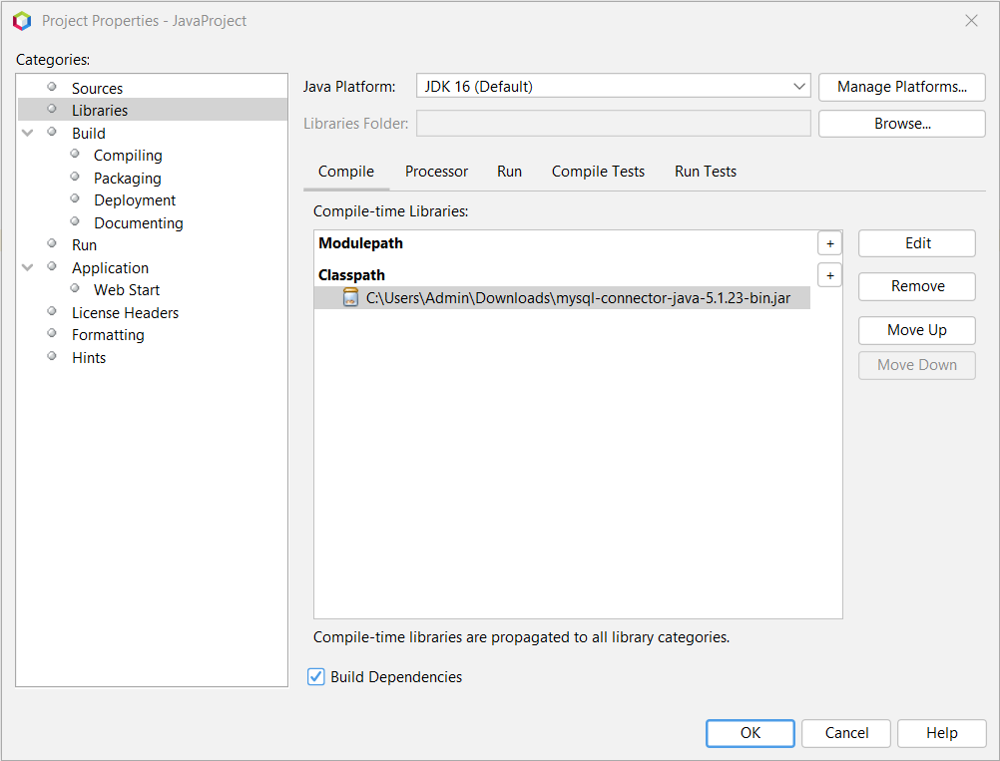 Project Properties - JavaProject
Categories:
Sources
Libraries
Build
Compiling
Packaging
Deployment
Documenting
Run
Application
Web Start
License Headers
Formatting
Hints
Java Platform: JDK 16 (Default) Manage Platforms...
Libraries Folder: Browse...
Compile Processor Run Compile Tests Run Tests
Compile-time Libraries:
Modulepath + Edit
Classpath + Remove
C:\Users\Admin\Downloads\mysql-connector-java-5.1.23-bin.jar
Move Up
Move Down
Compile-time libraries are propagated to all library categories.
Build Dependencies
OK Cancel Help